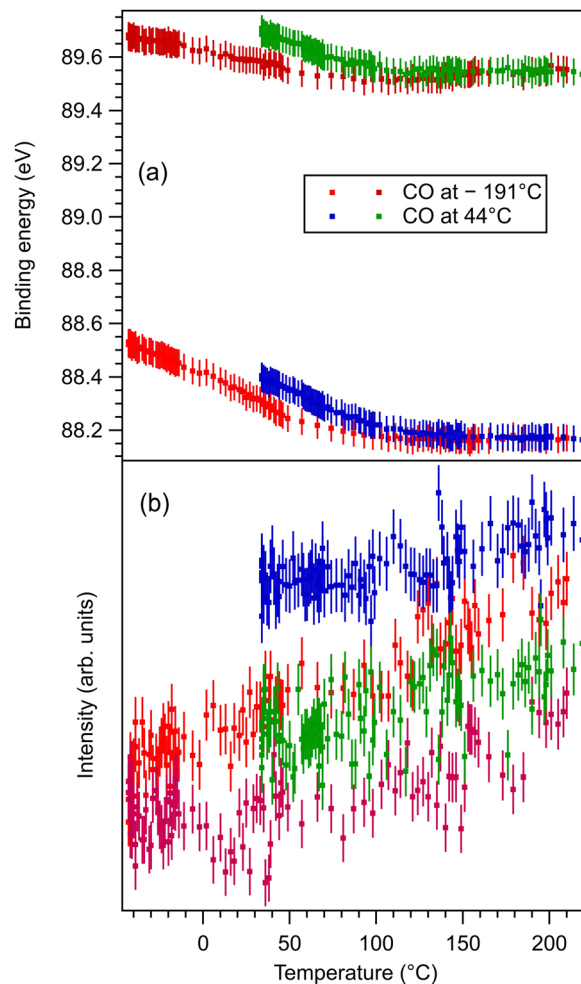 89.6
89.4
89.2
89.0
88.8
88.6
88.4
88.2
Binding energy (eV)
(a)
CO at – 191°C
CO at 44°C
(b)
Intensity (arb. units)
0
50
100
150
200
Temperature (°C)